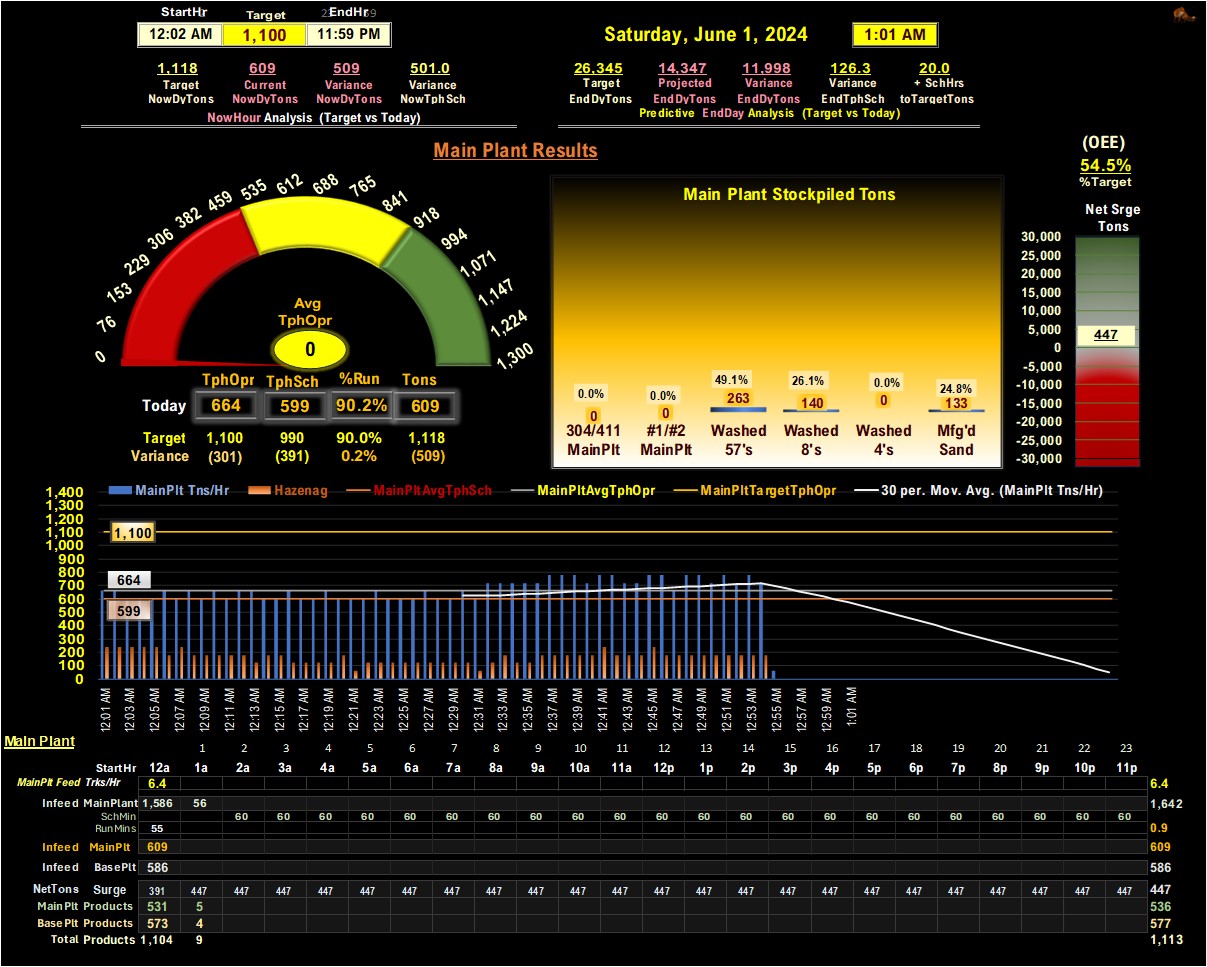 StartHr Target EndHr
12:02 AM 1,100 11:59 PM
Saturday, June 1, 2024 1:01 AM
1,118 609 509 501.0
Target Current Variance Variance
NowDyTons NowDyTons NowDyTons NowTphSch
NowHour Analysis (Target vs Today)
26,345 14,347 11,998 126.3 20.0
Target Projected Variance Variance + SchHrs
EndDyTons EndDyTons EndDyTons EndTphSch toTargetTons
Predictive EndDay Analysis (Target vs Today)
Main Plant Results
(OEE)
54.5%
%Target
0 76 153 229 306 382 459 535 612 688 765 841 918 994 1,071 1,147 1,224 1,300
Avg
TphOpr
0
TphOpr TphSch %Run Tons
Today 664 599 90.2% 609
Target 1,100 990 90.0% 1,118
Variance (301) (391) 0.2% (509)
Main Plant Stockpiled Tons
0.0% 0.0% 49.1% 26.1% 0.0% 24.8%
0 0 263 140 0 133
304/411 #1/#2 Washed Washed Washed Mfg'd
MainPlt MainPlt 57's 8's 4's Sand
Net Srge
Tons
30,000
25,000
20,000
15,000
10,000
5,000
447
0
-5,000
-10,000
-15,000
-20,000
-25,000
-30,000
MainPlt Tns/Hr Hazenag MainPltAvgTphSch MainPltAvgTphOpr MainPltTargetTphOpr 30 per. Mov. Avg. (MainPlt Tns/Hr)
1,400
1,300
1,200
1,100
1,000
900
800
700
600
500
400
300
200
100
0
1,100
664
599
12:01 AM 12:03 AM 12:05 AM 12:07 AM 12:09 AM 12:11 AM 12:13 AM 12:15 AM 12:17 AM 12:19 AM 12:21 AM 12:23 AM 12:25 AM 12:27 AM 12:29 AM 12:31 AM 12:33 AM 12:35 AM 12:37 AM 12:39 AM 12:41 AM 12:43 AM 12:45 AM 12:47 AM 12:49 AM 12:51 AM 12:53 AM 12:55 AM 12:57 AM 12:59 AM 1:01 AM
Main Plant
1 2 3 4 5 6 7 8 9 10 11 12 13 14 15 16 17 18 19 20 21 22 23
StartHr 12a 1a 2a 3a 4a 5a 6a 7a 8a 9a 10a 11a 12p 1p 2p 3p 4p 5p 6p 7p 8p 9p 10p 11p
MainPlt Feed Trks/Hr 6.4 6.4
Infeed MainPlant 1,586 56 1,642
SchMin 60 60 60 60 60 60 60 60 60 60 60 60 60 60 60 60 60 60 60 60 60 60
RunMins 55 0.9
Infeed MainPlt 609 609
Infeed BasePlt 586 586
NetTons Surge 391 447 447 447 447 447 447 447 447 447 447 447 447 447 447 447 447 447 447 447 447 447 447 447 447
MainPlt Products 531 5 536
BasePlt Products 573 4 577
Total Products 1,104 9 1,113